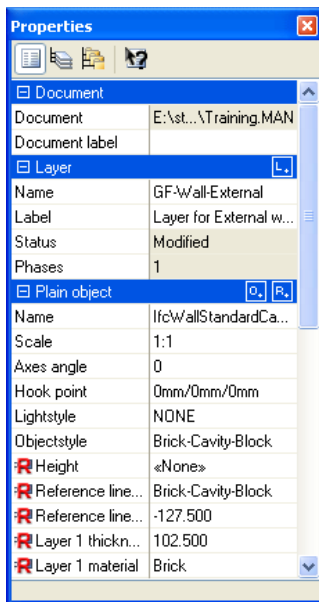 Properties
Document
Document E:\st...\Training.MAN
Document label
Layer L.
Name GF-Wall-External
Label Layer for External w...
Status Modified
Phases 1
Plain object O. R.
Name IfcWallStandardCa...
Scale 1:1
Axes angle 0
Hook point 0mm/0mm/0mm
Lightstyle NONE
Objectstyle Brick-Cavity-Block
R Height «None»
R Reference line... Brick-Cavity-Block
R Reference line... -127.500
R Layer 1 thickn... 102.500
R Layer 1 material Brick